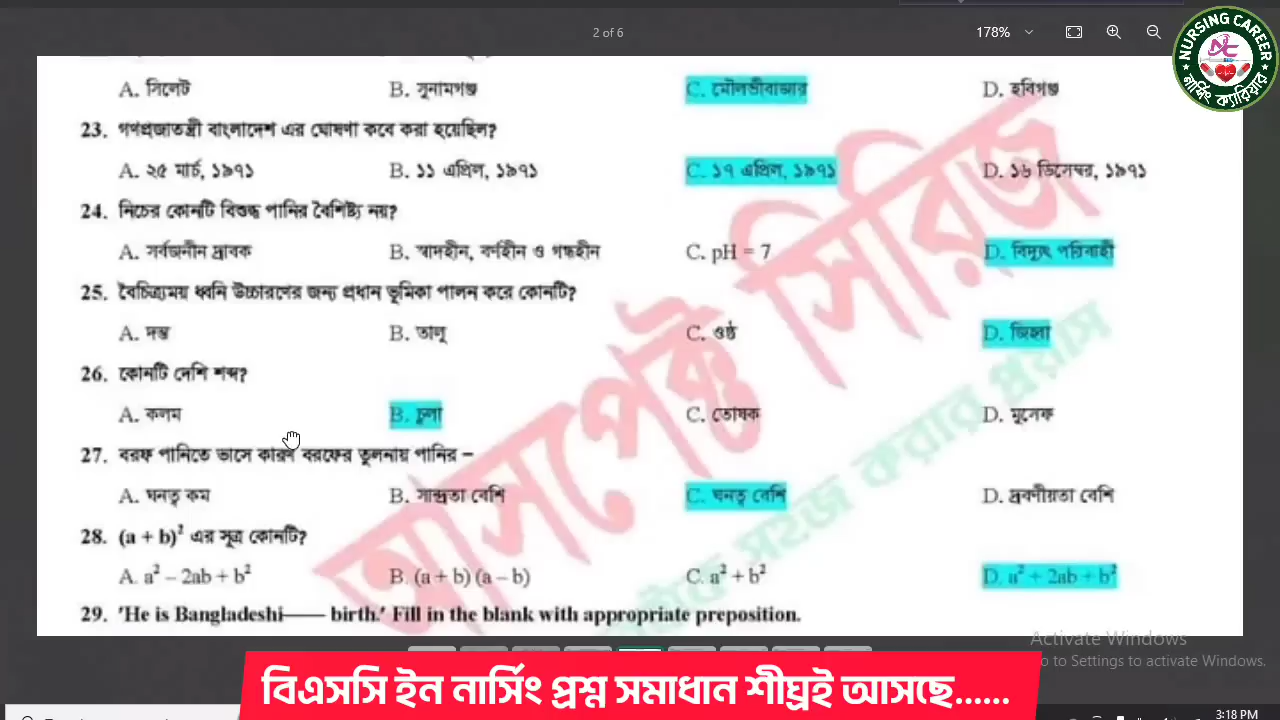 2 of 6
178%
NURSING CAREER
নার্সিং ক্যারিয়ার
A. সিলেট B. সুনামগঞ্জ C. মৌলভীবাজার D. হবিগঞ্জ
23. গণপ্রজাতন্ত্রী বাংলাদেশ এর ঘোষণা কবে করা হয়েছিল?
A. ২৫ মার্চ, ১৯৭১ B. ১১ এপ্রিল, ১৯৭১ C. ১৭ এপ্রিল, ১৯৭১ D. ১৬ ডিসেম্বর, ১৯৭১
24. নিচের কোনটি বিশুদ্ধ পানির বৈশিষ্ট্য নয়?
A. সর্বজনীন দ্রাবক B. স্বাদহীন, বর্ণহীন ও গন্ধহীন C. pH = 7 D. বিদ্যুৎ পরিবাহী
25. বৈচিত্র্যময় ধ্বনি উচ্চারণের জন্য প্রধান ভূমিকা পালন করে কোনটি?
A. দন্ত B. তালু C. ওষ্ঠ D. জিহ্বা
26. কোনটি দেশি শব্দ?
A. কলম B. চুলা C. তোষক D. মুন্সেফ
27. বরফ পানিতে ভাসে কারণ বরফের তুলনায় পানির –
A. ঘনত্ব কম B. সান্দ্রতা বেশি C. ঘনত্ব বেশি D. দ্রবণীয়তা বেশি
28. (a + b)² এর সূত্র কোনটি?
A. a² – 2ab + b² B. (a + b) (a – b) C. a² + b² D. a² + 2ab + b²
29. 'He is Bangladeshi—— birth.' Fill in the blank with appropriate preposition.
আসপেক্ট সিরিজ
সহজ করার প্রয়াস
Activate Windows
o to Settings to activate Windows.
বিএসসি ইন নার্সিং প্রশ্ন সমাধান শীঘ্রই আসছে......
3:18 PM